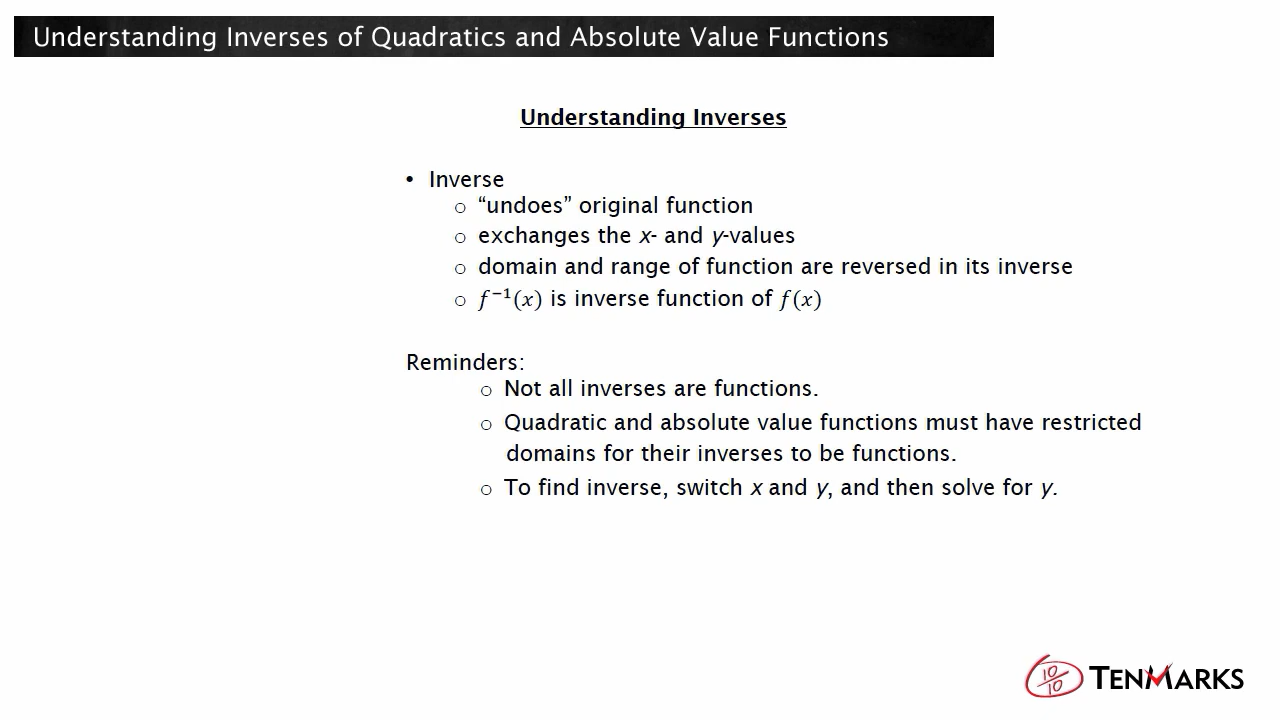 Understanding Inverses of Quadratics and Absolute Value Functions
Understanding Inverses
• Inverse
o “undoes” original function
o exchanges the x- and y-values
o domain and range of function are reversed in its inverse
o f⁻¹(x) is inverse function of f(x)
Reminders:
o Not all inverses are functions.
o Quadratic and absolute value functions must have restricted
domains for their inverses to be functions.
o To find inverse, switch x and y, and then solve for y.
10/10 TENMARKS